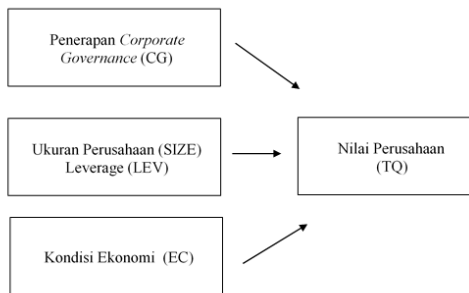 Penerapan Corporate
Governance (CG)
Ukuran Perusahaan (SIZE)
Leverage (LEV)
Nilai Perusahaan
(TQ)
Kondisi Ekonomi (EC)